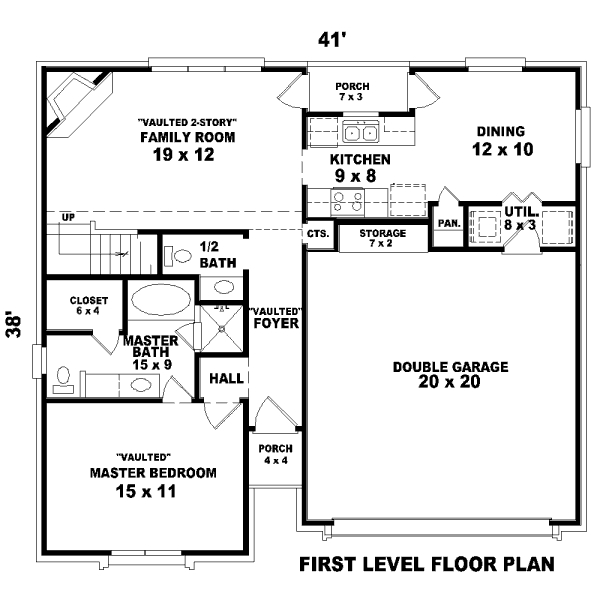 41'
PORCH
7 x 3
"VAULTED 2-STORY"
FAMILY ROOM
19 x 12
KITCHEN
9 x 8
DINING
12 x 10
UP
1/2
BATH
CTS.
STORAGE
7 x 2
PAN.
UTIL.
8 x 3
CLOSET
6 x 4
"VAULTED"
FOYER
38'
MASTER
BATH
15 x 9
HALL
DOUBLE GARAGE
20 x 20
PORCH
4 x 4
"VAULTED"
MASTER BEDROOM
15 x 11
FIRST LEVEL FLOOR PLAN